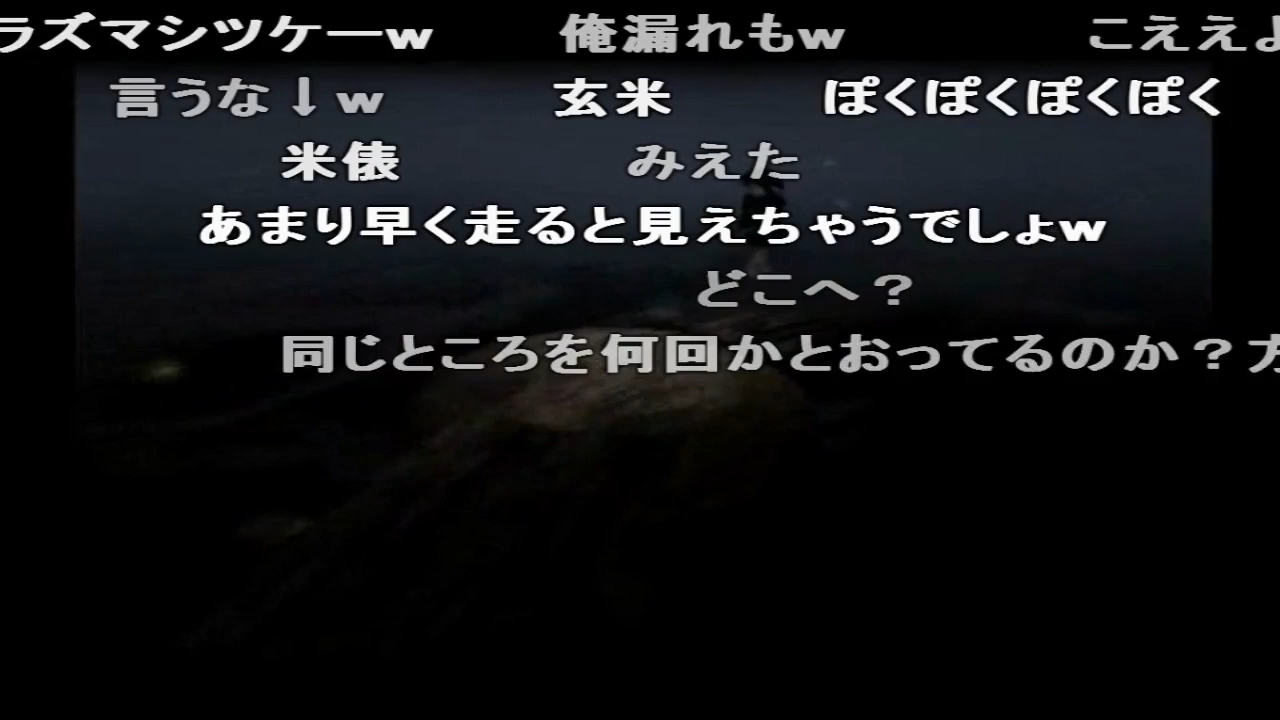 ラズマシツケーw 俺漏れもw こええよ
言うな↓w 玄米 ぽくぽくぽくぽく
米俵 みえた
あまり早く走ると見えちゃうでしょw
どこへ?
同じところを何回かとおってるのか?方